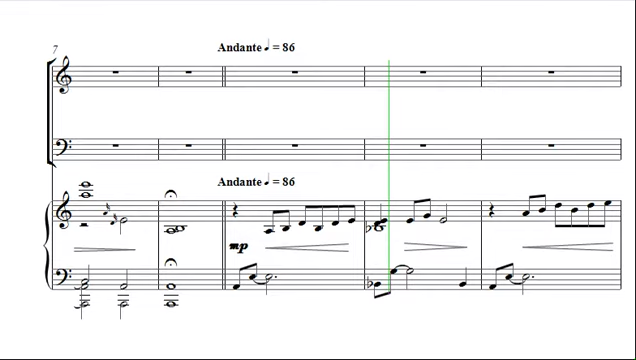 7
Andante ♩ = 86
Andante ♩ = 86
mp